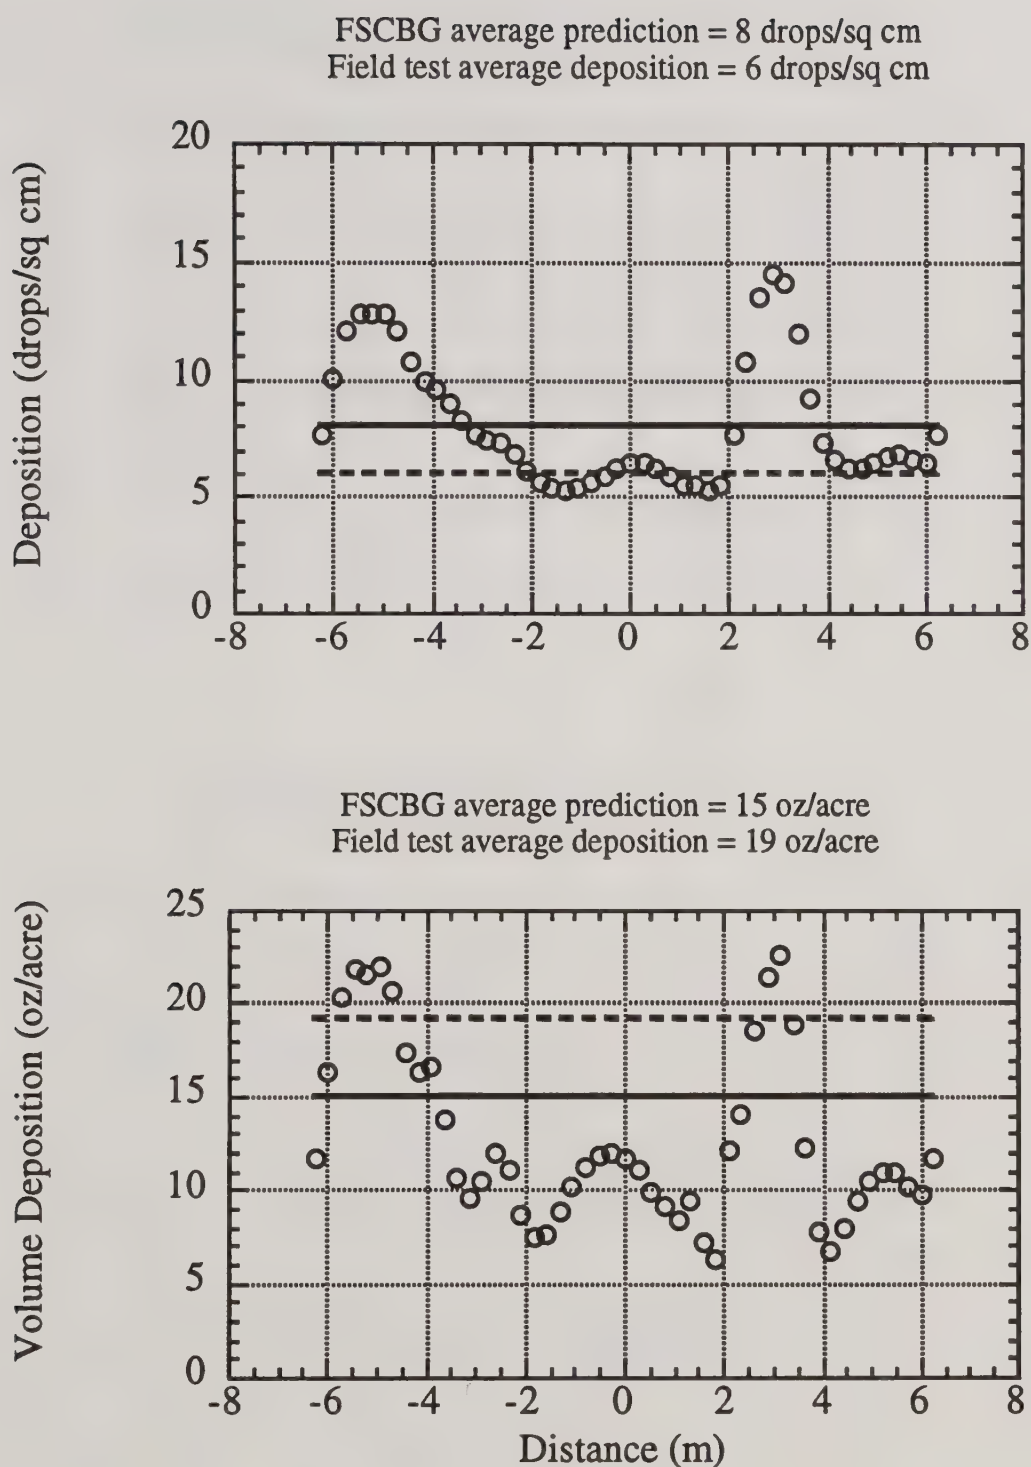 FSCBG average prediction = 8 drops/sq cm
Field test average deposition = 6 drops/sq cm
Deposition (drops/sq cm)
20
15
10
5
0
-8 -6 -4 -2 0 2 4 6 8
FSCBG average prediction = 15 oz/acre
Field test average deposition = 19 oz/acre
Volume Deposition (oz/acre)
25
20
15
10
5
0
-8 -6 -4 -2 0 2 4 6 8
Distance (m)